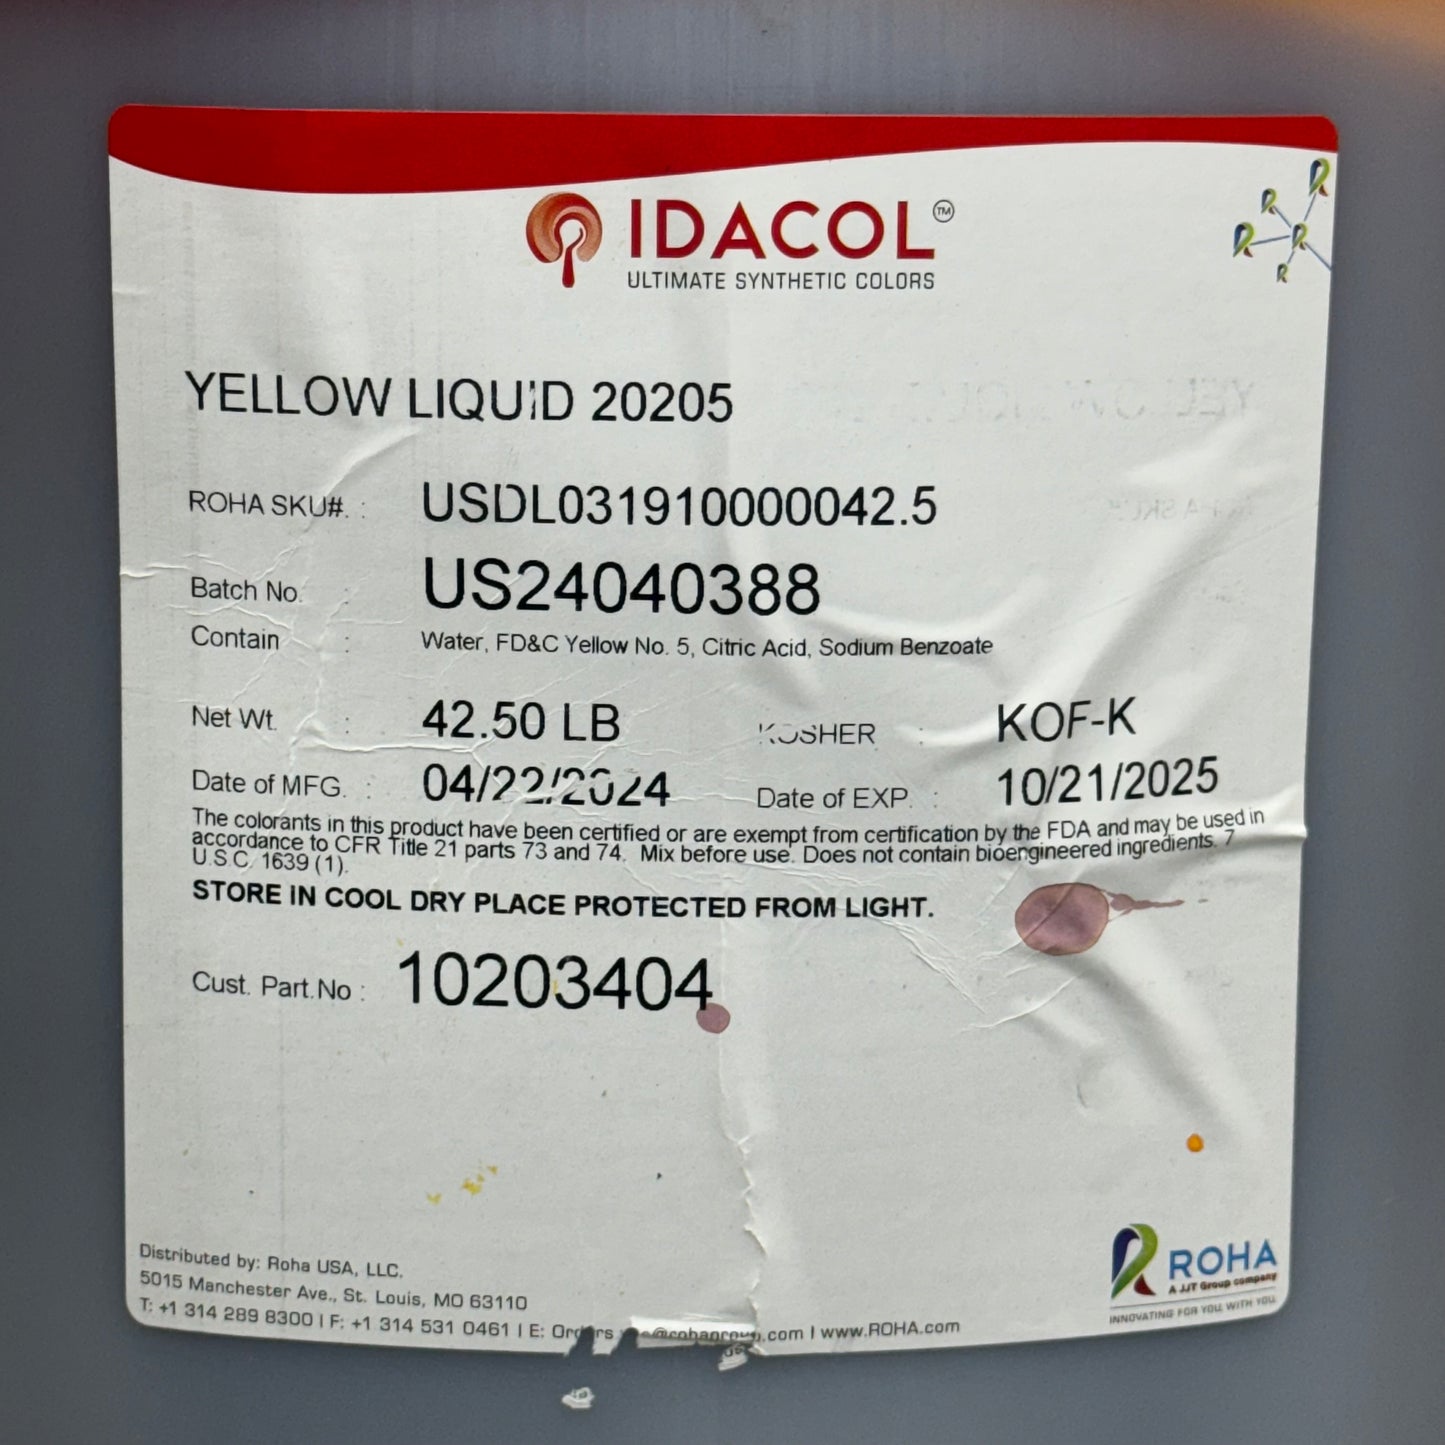 IDACOL™
ULTIMATE SYNTHETIC COLORS
YELLOW LIQUID 20205
ROHA SKU#. : USDL031910000042.5
Batch No. : US24040388
Contain : Water, FD&C Yellow No. 5, Citric Acid, Sodium Benzoate
Net Wt. : 42.50 LB KOSHER : KOF-K
Date of MFG. : 04/22/2024 Date of EXP. : 10/21/2025
The colorants in this product have been certified or are exempt from certification by the FDA and may be used in
accordance to CFR Title 21 parts 73 and 74. Mix before use. Does not contain bioengineered ingredients. 7
U.S.C. 1639 (1).
STORE IN COOL DRY PLACE PROTECTED FROM LIGHT.
Cust. Part.No : 10203404
Distributed by: Roha USA, LLC.
5015 Manchester Ave., St. Louis, MO 63110
T: +1 314 289 8300 I F: +1 314 531 0461 I E: .com I www.ROHA.com
ROHA
A JJT Group company
INNOVATING FOR YOU, WITH YOU.